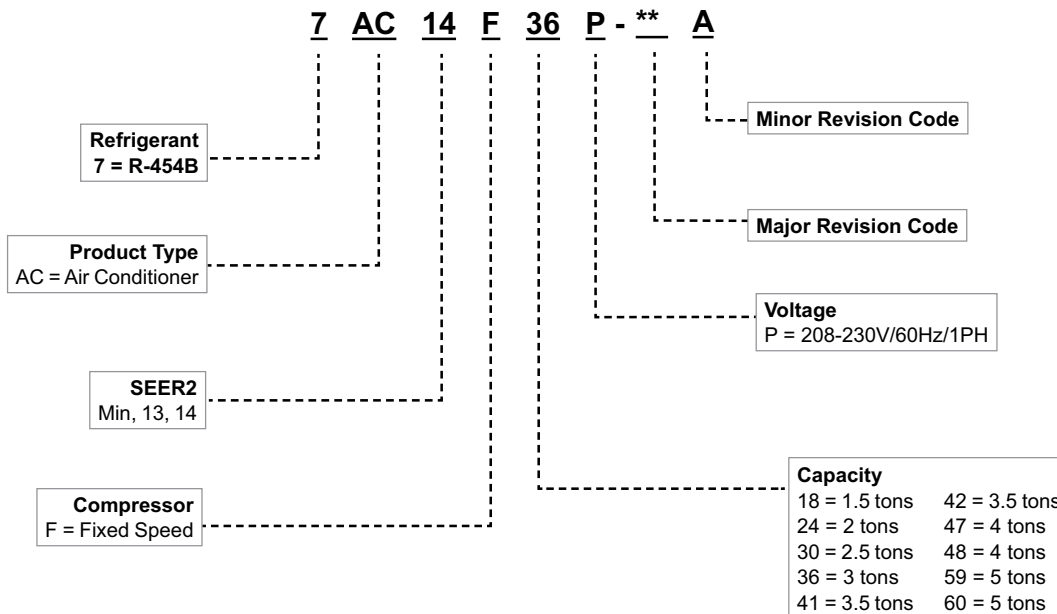 7 AC 14 F 36 P - ** A
Minor Revision Code
Refrigerant
7 = R-454B
Major Revision Code
Product Type
AC = Air Conditioner
Voltage
P = 208-230V/60Hz/1PH
SEER2
Min, 13, 14
Compressor
F = Fixed Speed
Capacity
18 = 1.5 tons 42 = 3.5 tons
24 = 2 tons 47 = 4 tons
30 = 2.5 tons 48 = 4 tons
36 = 3 tons 59 = 5 tons
41 = 3.5 tons 60 = 5 tons